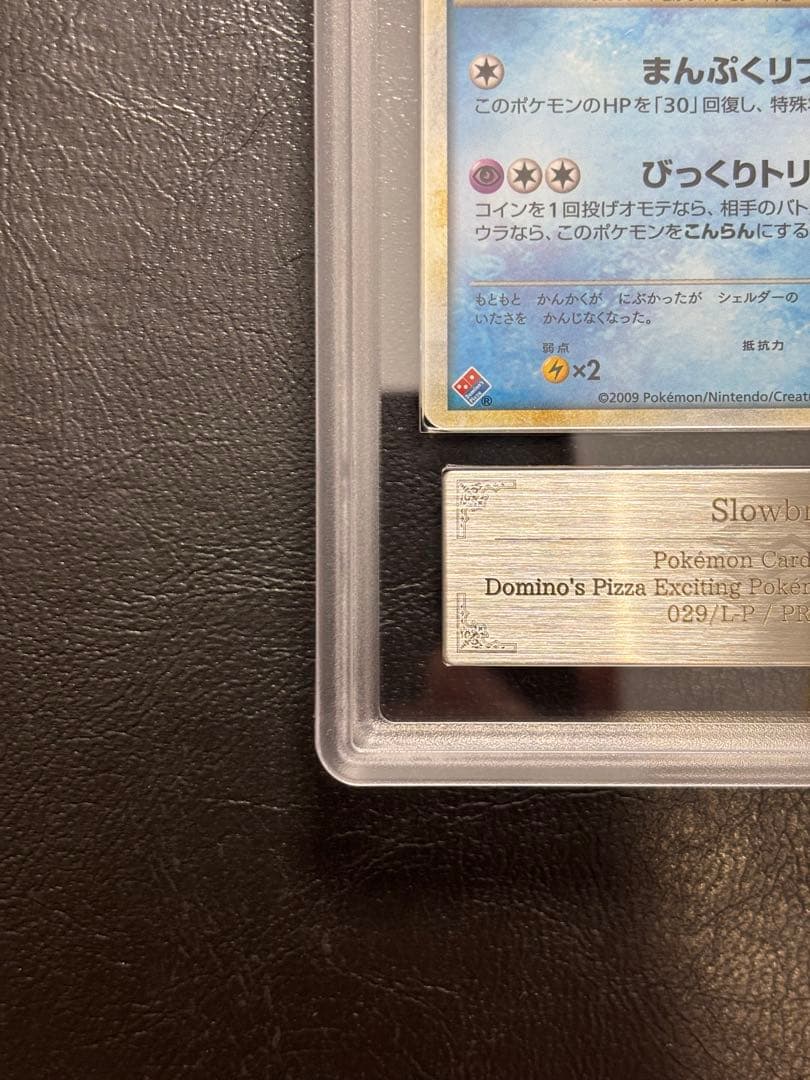 まんぷくリフ
このポケモンのHPを「30」回復し、特殊
びっくりトリ
コインを1回投げオモテなら、相手のバト
ウラなら、このポケモンをこんらんにする
もともと かんかくが にぶかったが シェルダーの
いたさを かんじなくなった。
弱点 抵抗力
×2
Domino's Pizza ®
©2009 Pokémon/Nintendo/Creatu
Slowbr
Pokémon Card
Domino's Pizza Exciting Pokém
029/L-P / PR